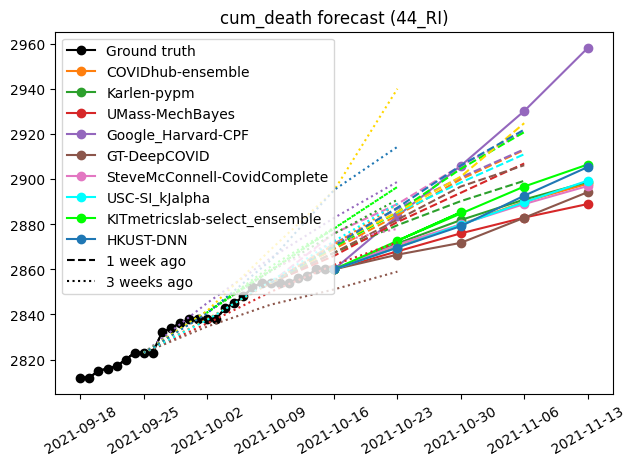 cum_death forecast (44_RI)
2960
2940
2920
2900
2880
2860
2840
2820
Ground truth
COVIDhub-ensemble
Karlen-pypm
UMass-MechBayes
Google_Harvard-CPF
GT-DeepCOVID
SteveMcConnell-CovidComplete
USC-SI_kJalpha
KITmetricslab-select_ensemble
HKUST-DNN
1 week ago
3 weeks ago
2021-09-18
2021-09-25
2021-10-02
2021-10-09
2021-10-16
2021-10-23
2021-10-30
2021-11-06
2021-11-13